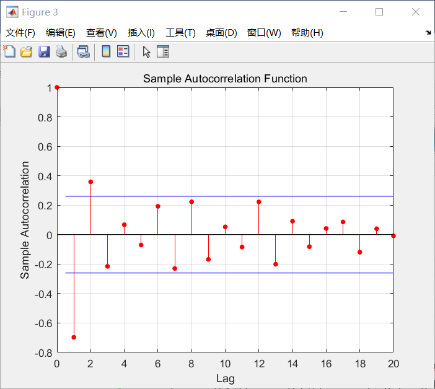 Figure 3
文件(F) 编辑(E) 查看(V) 插入(I) 工具(T) 桌面(D) 窗口(W) 帮助(H)
Sample Autocorrelation Function
1
0.8
0.6
0.4
0.2
0
-0.2
-0.4
-0.6
-0.8
Sample Autocorrelation
0 2 4 6 8 10 12 14 16 18 20
Lag